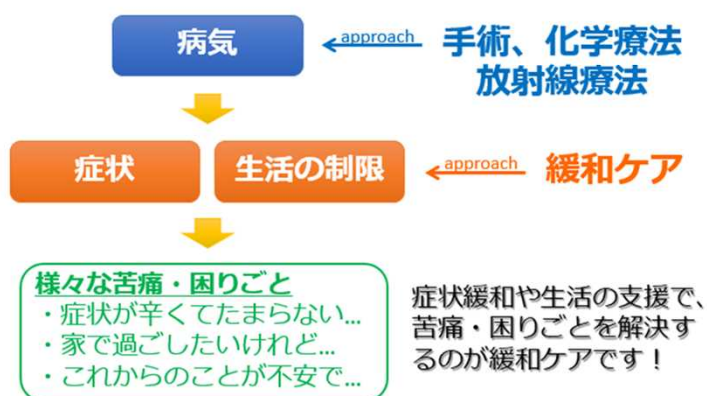 病気
approach
手術、化学療法
放射線療法
症状
生活の制限
approach
緩和ケア
様々な苦痛・困りごと
・症状が辛くてたまらない…
・家で過ごしたいけれど…
・これからのことが不安で…
症状緩和や生活の支援で、
苦痛・困りごとを解決す
るのが緩和ケアです！